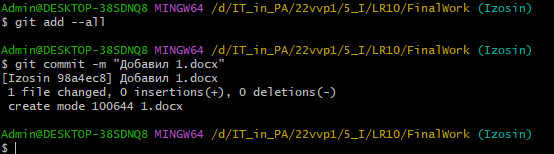 Admin@DESKTOP-38SDNQ8 MINGW64 /d/IT_in_PA/22vvp1/5_I/LR10/FinalWork (Izosin)
$ git add --all

Admin@DESKTOP-38SDNQ8 MINGW64 /d/IT_in_PA/22vvp1/5_I/LR10/FinalWork (Izosin)
$ git commit -m "Добавил 1.docx"
[Izosin 98a4ec8] Добавил 1.docx
 1 file changed, 0 insertions(+), 0 deletions(-)
 create mode 100644 1.docx

Admin@DESKTOP-38SDNQ8 MINGW64 /d/IT_in_PA/22vvp1/5_I/LR10/FinalWork (Izosin)
$